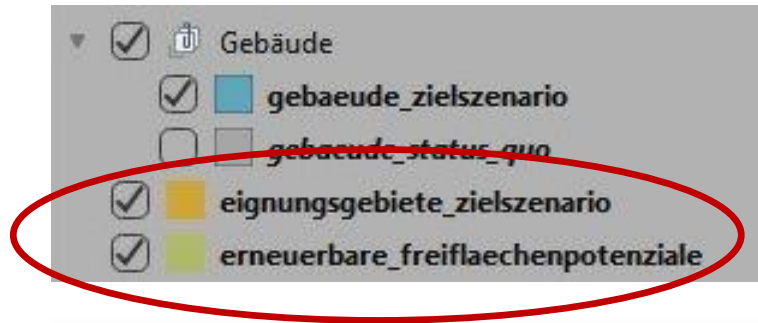 Gebäude
gebaeude_zielszenario
gebaeude_status_quo
eignungsgebiete_zielszenario
erneuerbare_freiflaechenpotenziale